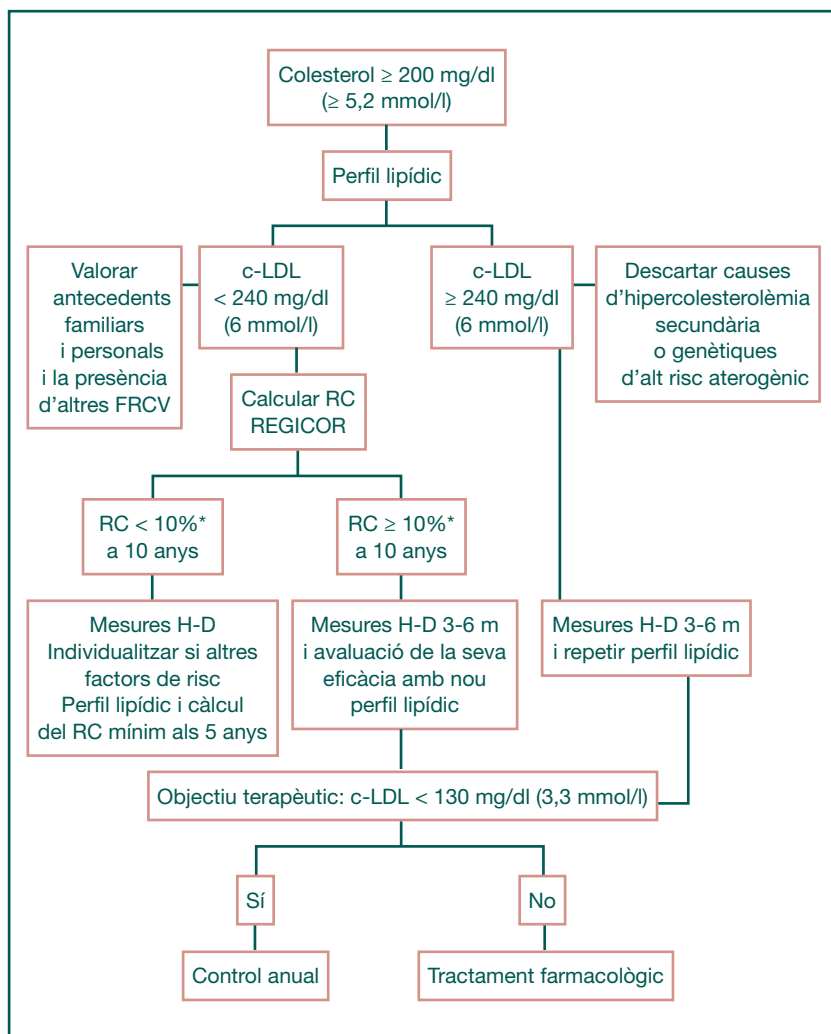 Colesterol ≥ 200 mg/dl
(≥ 5,2 mmol/l)
Perfil lipídic
Valorar
antecedents
familiars
i personals
i la presència
d'altres FRCV
c-LDL
< 240 mg/dl
(6 mmol/l)
c-LDL
≥ 240 mg/dl
(6 mmol/l)
Descartar causes
d'hipercolesterolèmia
secundària
o genètiques
d'alt risc aterogènic
Calcular RC
REGICOR
RC < 10%*
a 10 anys
RC ≥ 10%*
a 10 anys
Mesures H-D
Individualitzar si altres
factors de risc
Perfil lipídic i càlcul
del RC mínim als 5 anys
Mesures H-D 3-6 m
i avaluació de la seva
eficàcia amb nou
perfil lipídic
Mesures H-D 3-6 m
i repetir perfil lipídic
Objectiu terapèutic: c-LDL < 130 mg/dl (3,3 mmol/l)
Sí
No
Control anual
Tractament farmacològic